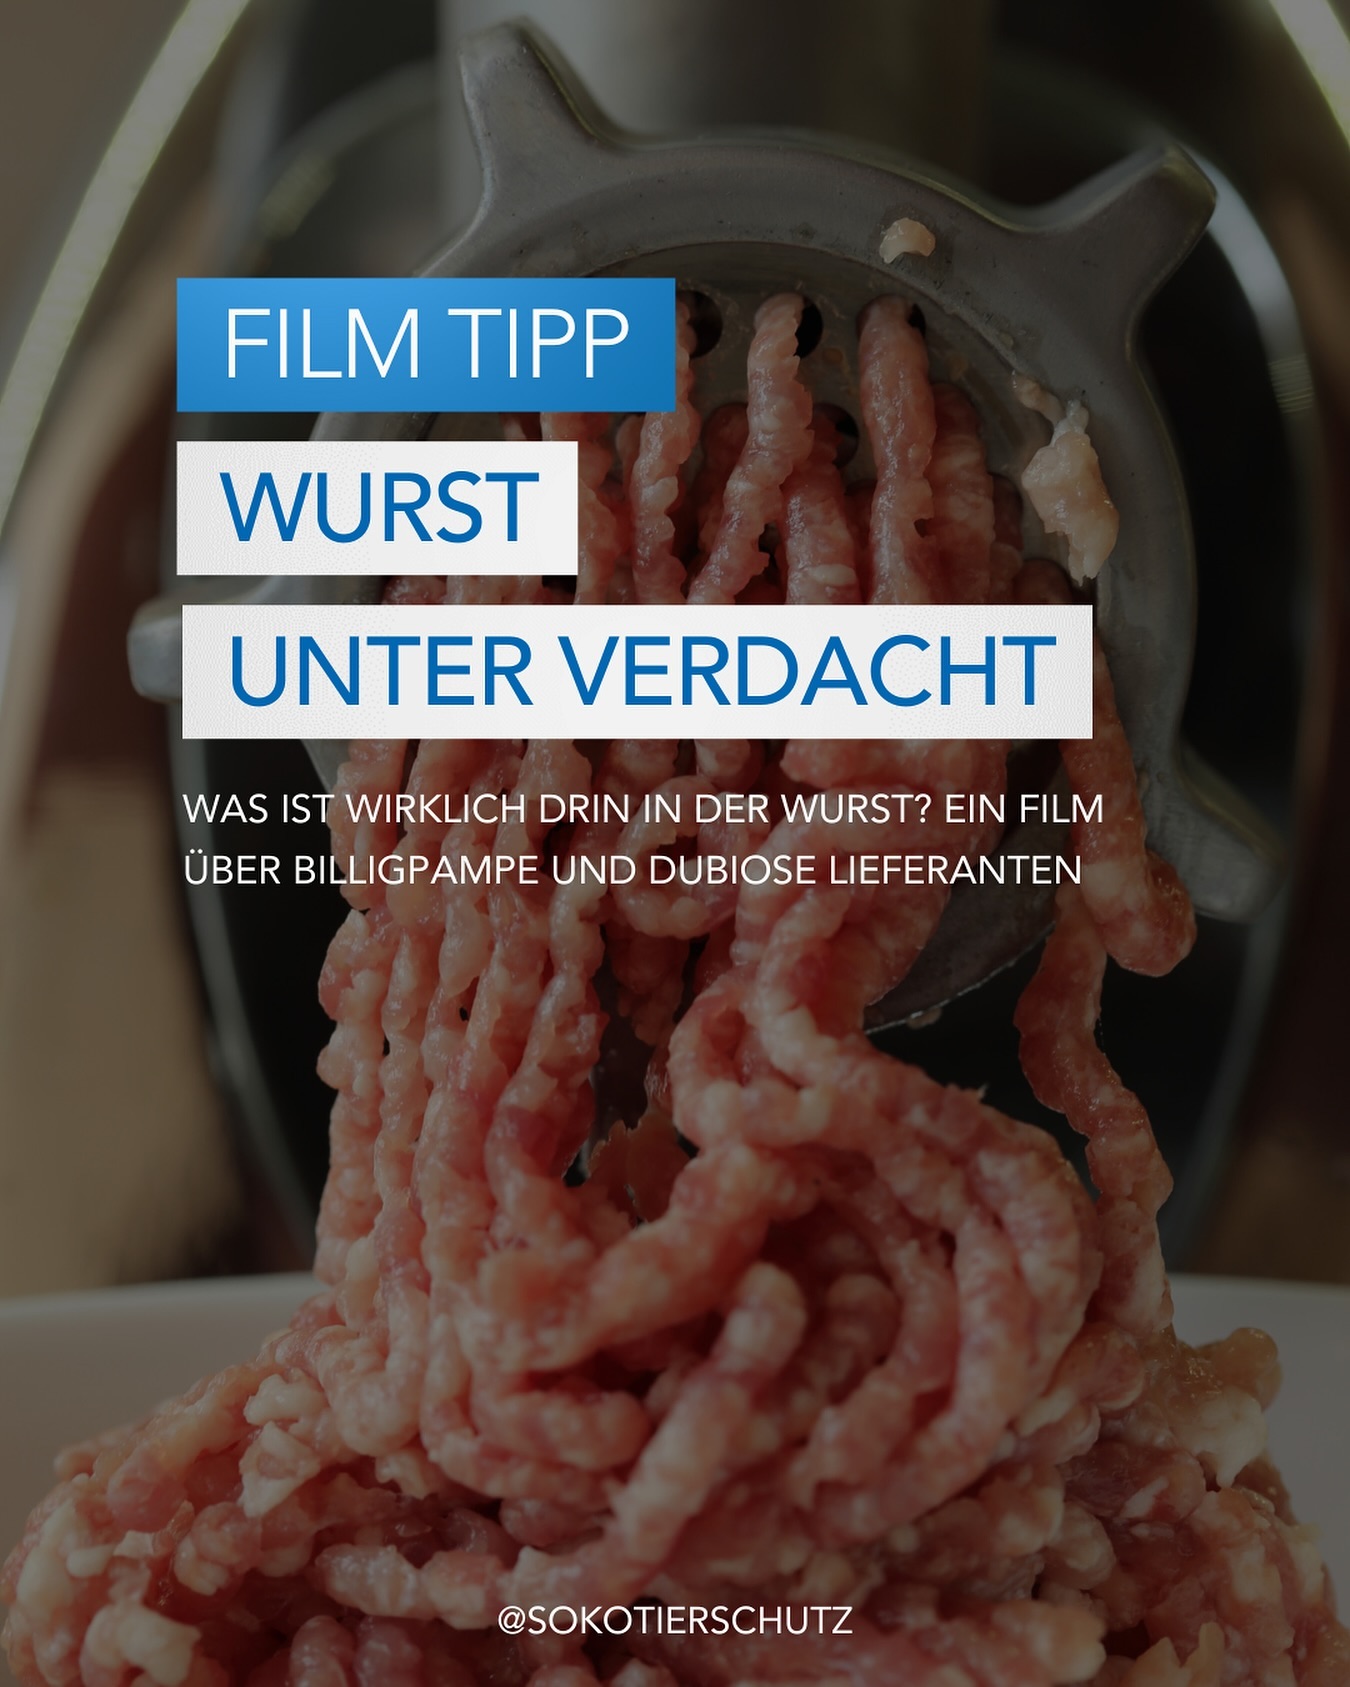 FILM TIPP
WURST
UNTER VERDACHT
WAS IST WIRKLICH DRIN IN DER WURST? EIN FILM
ÜBER BILLIGPAMPE UND DUBIOSE LIEFERANTEN
@SOKOTIERSCHUTZ